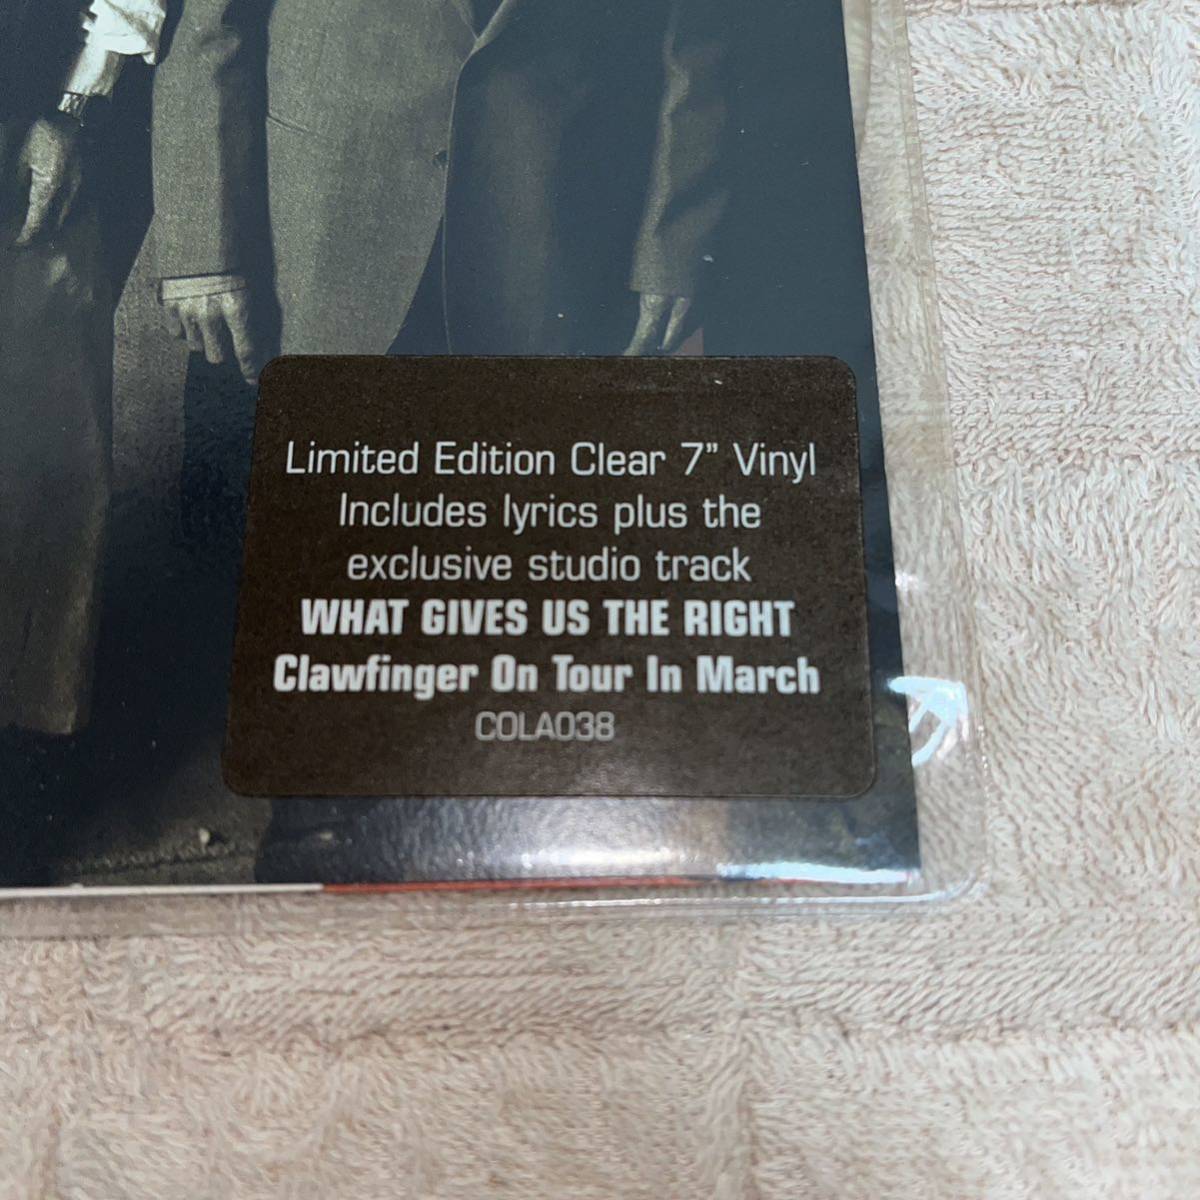 Limited Edition Clear 7" Vinyl
Includes lyrics plus the
exclusive studio track
WHAT GIVES US THE RIGHT
Clawfinger On Tour In March
COLA038